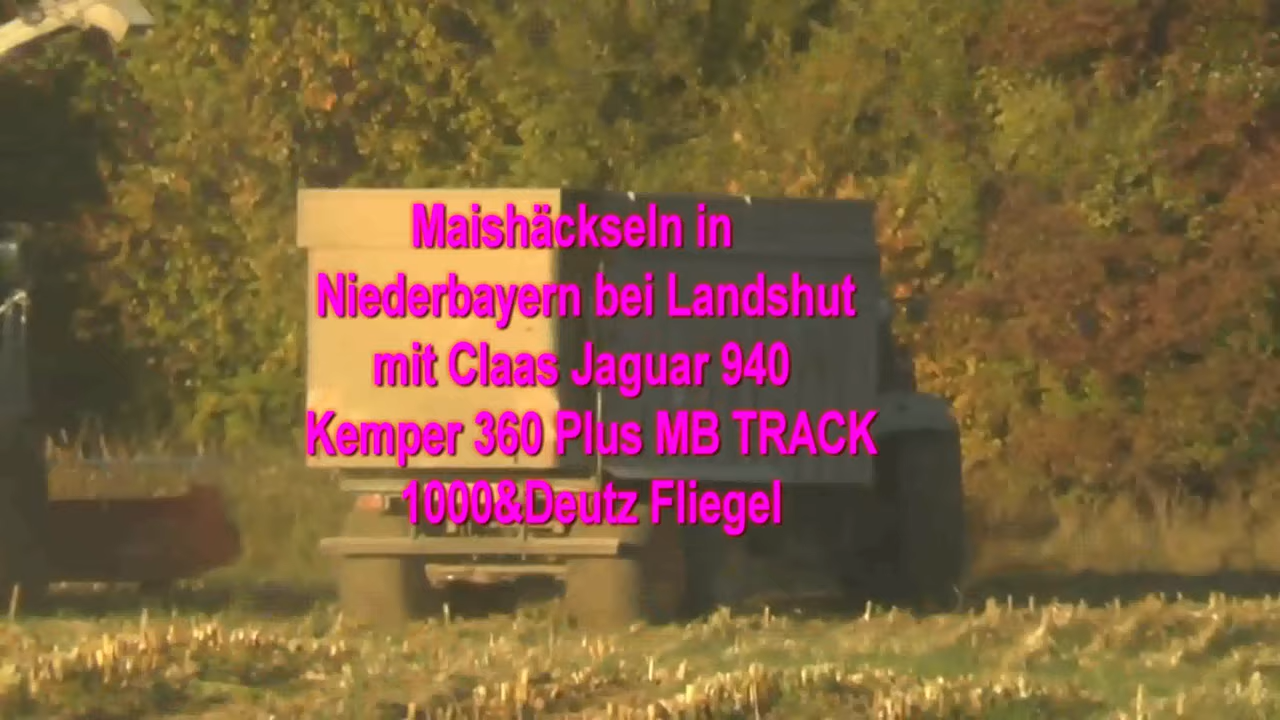 Maishäckseln in
Niederbayern bei Landshut
mit Claas Jaguar 940
Kemper 360 Plus MB TRACK
1000&Deutz Fliegel